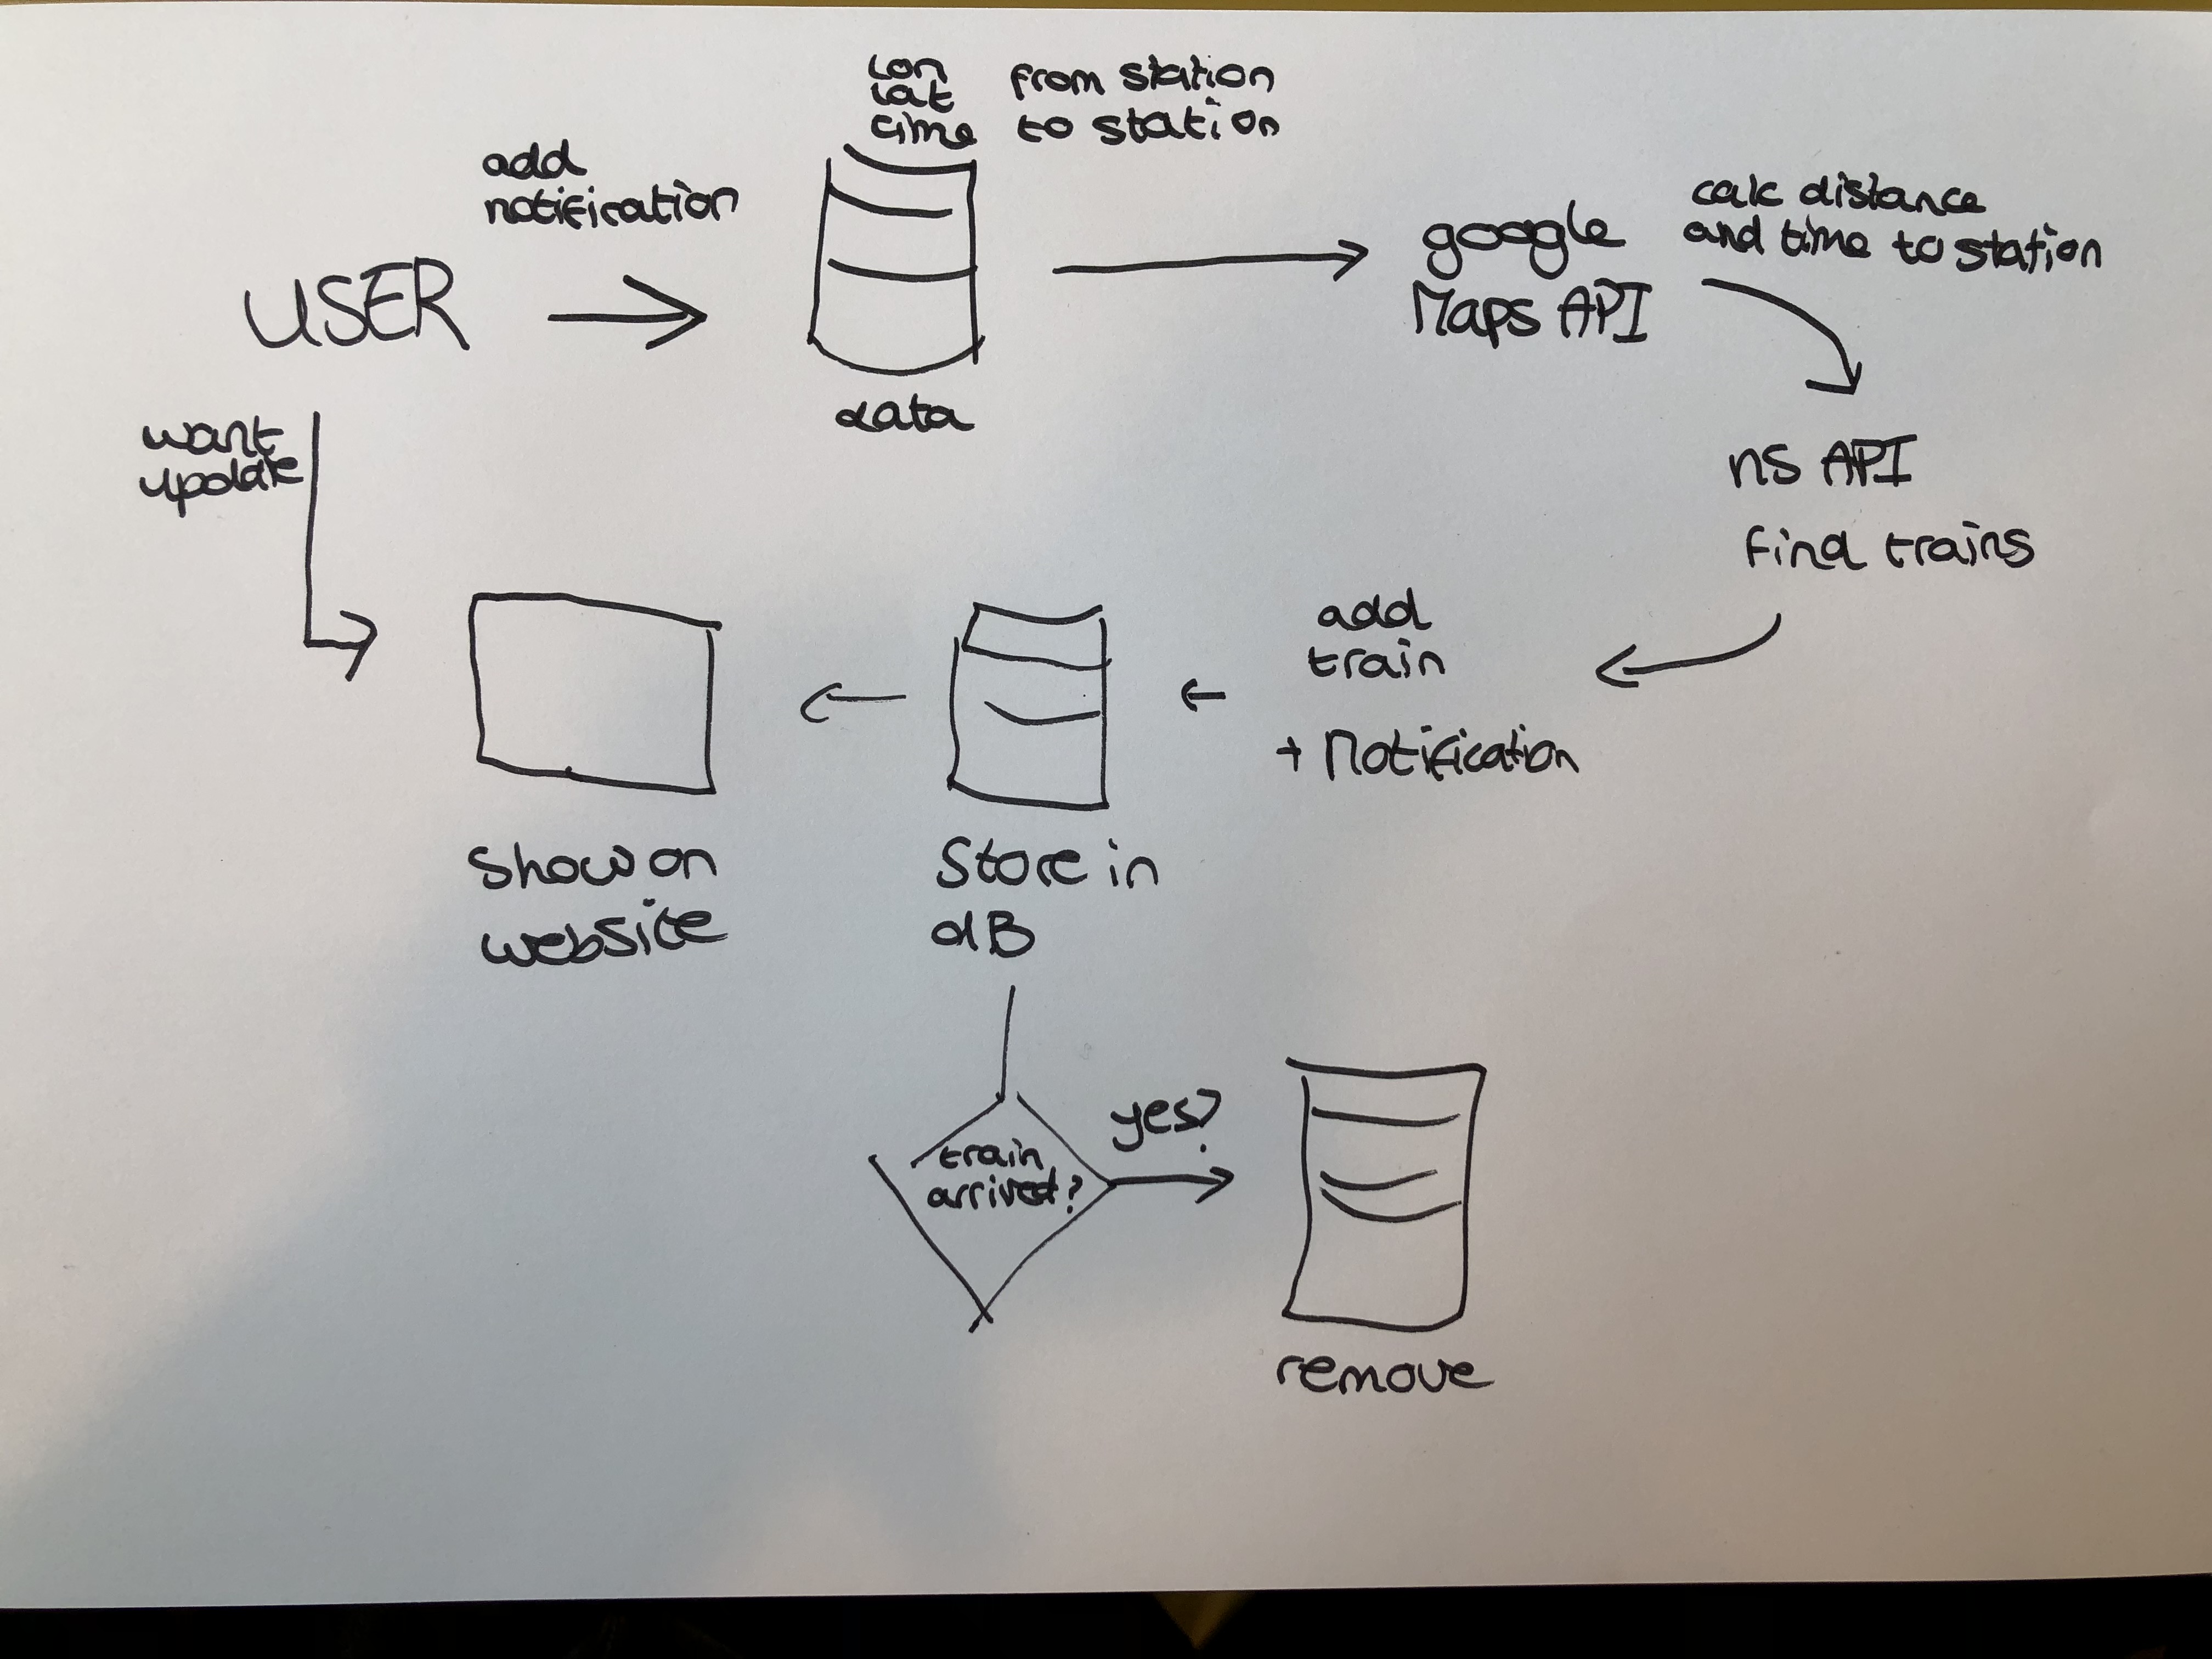 USER
add
notification
lon
lat
time
from station
to station
data
google
Maps API
calc distance
and time to station
ns API
find trains
add
train
+ Notification
Store in
dB
show on
website
want
update
train
arrived?
yes?
remove